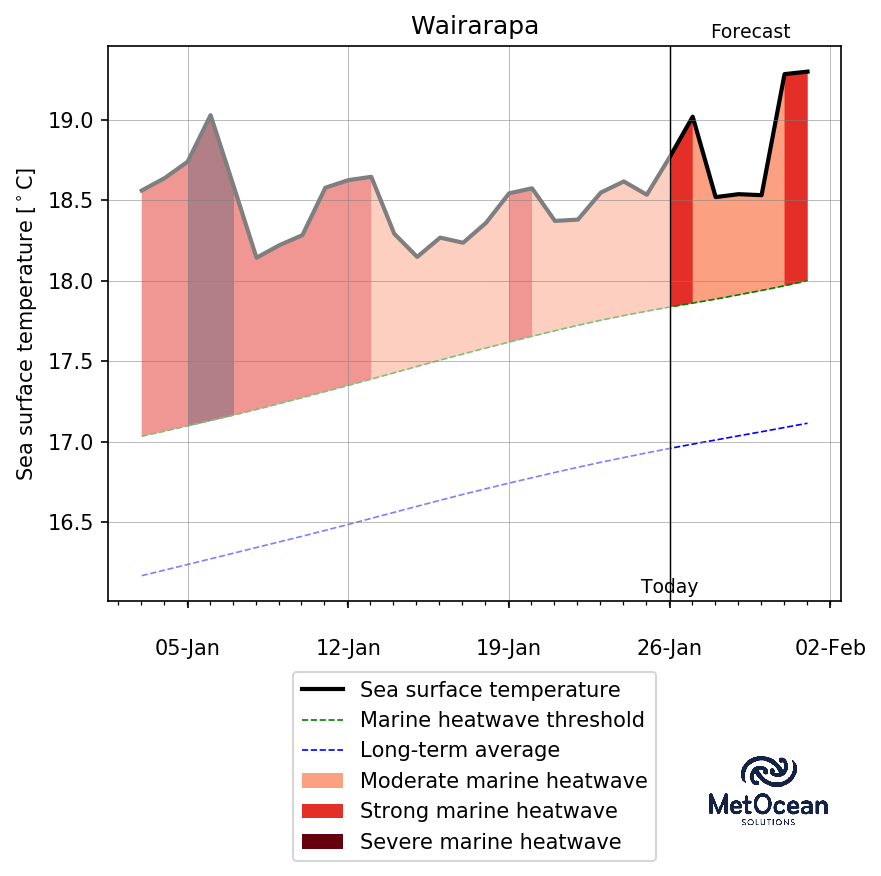 Wairarapa
Forecast
Sea surface temperature [°C]
19.0
18.5
18.0
17.5
17.0
16.5
Today
05-Jan
12-Jan
19-Jan
26-Jan
02-Feb
Sea surface temperature
Marine heatwave threshold
Long-term average
Moderate marine heatwave
Strong marine heatwave
Severe marine heatwave
MetOcean
SOLUTIONS